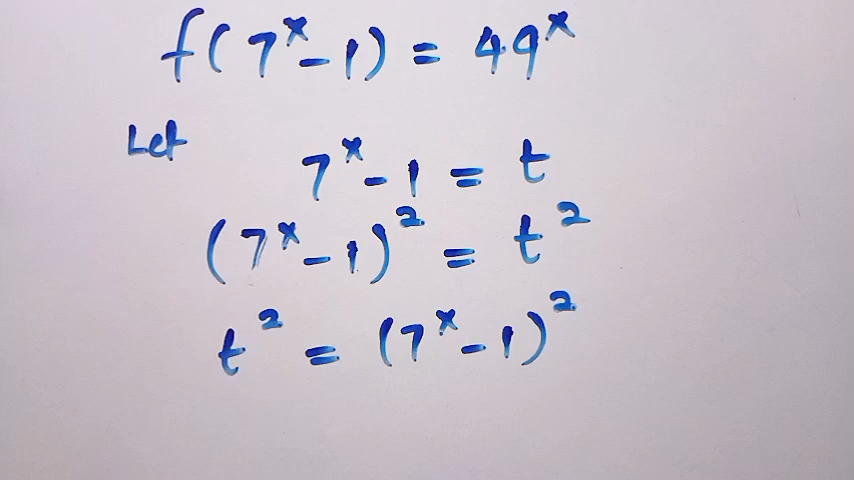 f(7^x - 1) = 49^x
Let
7^x - 1 = t
(7^x - 1)^2 = t^2
t^2 = (7^x - 1)^2